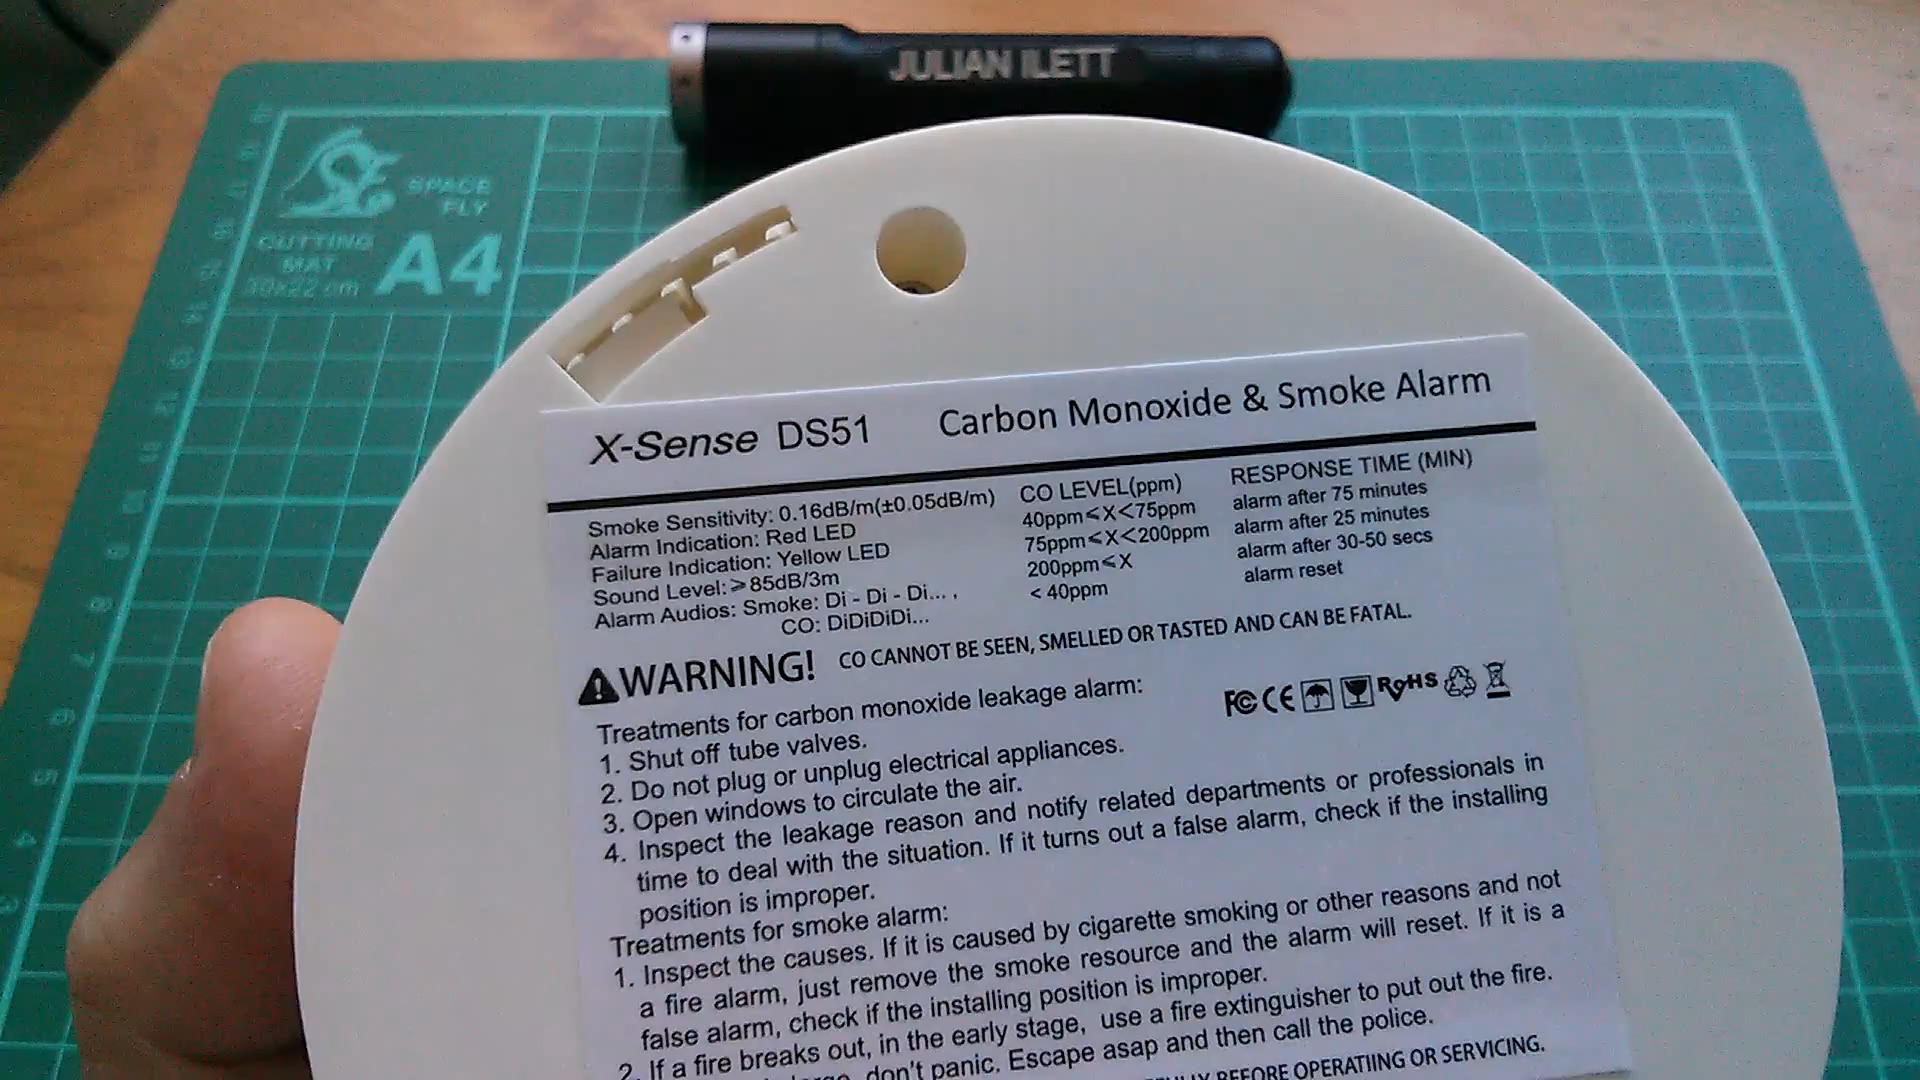 JULIAN ILETT
SPACE
FLY
CUTTING
MAT
A4
30x22 cm
X-Sense DS51 Carbon Monoxide & Smoke Alarm
Smoke Sensitivity: 0.16dB/m(±0.05dB/m)
Alarm Indication: Red LED
Failure Indication: Yellow LED
Sound Level:≥85dB/3m
Alarm Audios: Smoke: Di - Di - Di... ,
CO: DiDiDiDi...
CO LEVEL(ppm) RESPONSE TIME (MIN)
40ppm≤X<75ppm alarm after 75 minutes
75ppm≤X<200ppm alarm after 25 minutes
200ppm≤X alarm after 30-50 secs
< 40ppm alarm reset
WARNING! CO CANNOT BE SEEN, SMELLED OR TASTED AND CAN BE FATAL.
Treatments for carbon monoxide leakage alarm:
FC CE RoHS
1. Shut off tube valves.
2. Do not plug or unplug electrical appliances.
3. Open windows to circulate the air.
4. Inspect the leakage reason and notify related departments or professionals in
time to deal with the situation. If it turns out a false alarm, check if the installing
position is improper.
Treatments for smoke alarm:
1. Inspect the causes. If it is caused by cigarette smoking or other reasons and not
a fire alarm, just remove the smoke resource and the alarm will reset. If it is a
false alarm, check if the installing position is improper.
2. If a fire breaks out, in the early stage, use a fire extinguisher to put out the fire.
don't panic. Escape asap and then call the police.
BEFORE OPERATIING OR SERVICING.